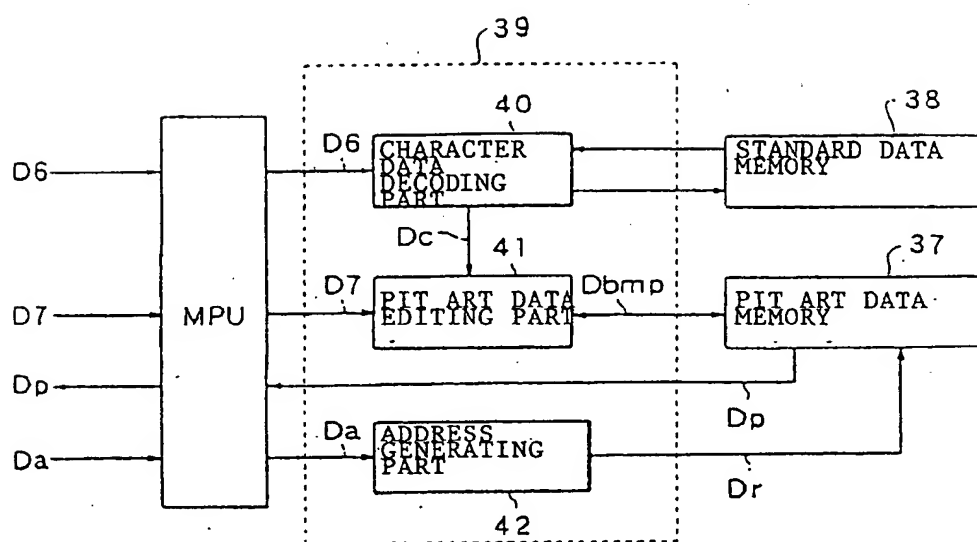 39
40
38
D6
D6
CHARACTER
DATA
DECODING
PART
STANDARD DATA
MEMORY
Dc
41
37
D7
MPU
D7
PIT ART DATA
EDITING PART
Dbmp
PIT ART DATA
MEMORY
Dp
Dp
Da
Da
ADDRESS
GENERATING
PART
Dr
42